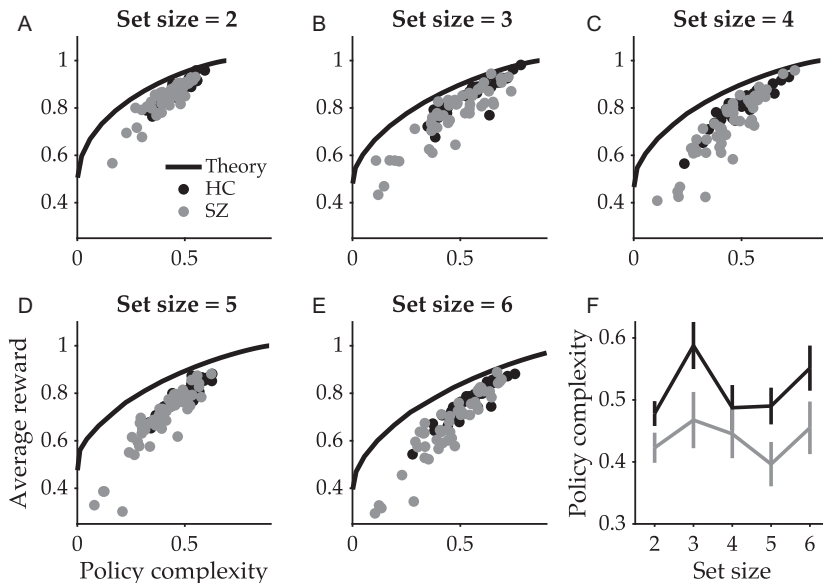 A
Set size = 2
1
0.8
0.6
0.4
0
0.5
Theory
HC
SZ
B
Set size = 3
1
0.8
0.6
0.4
0
0.5
C
Set size = 4
1
0.8
0.6
0.4
0
0.5
D
Set size = 5
Average reward
1
0.8
0.6
0.4
0
0.5
Policy complexity
E
Set size = 6
1
0.8
0.6
0.4
0
0.5
F
Policy complexity
0.6
0.5
0.4
0.3
2 3 4 5 6
Set size